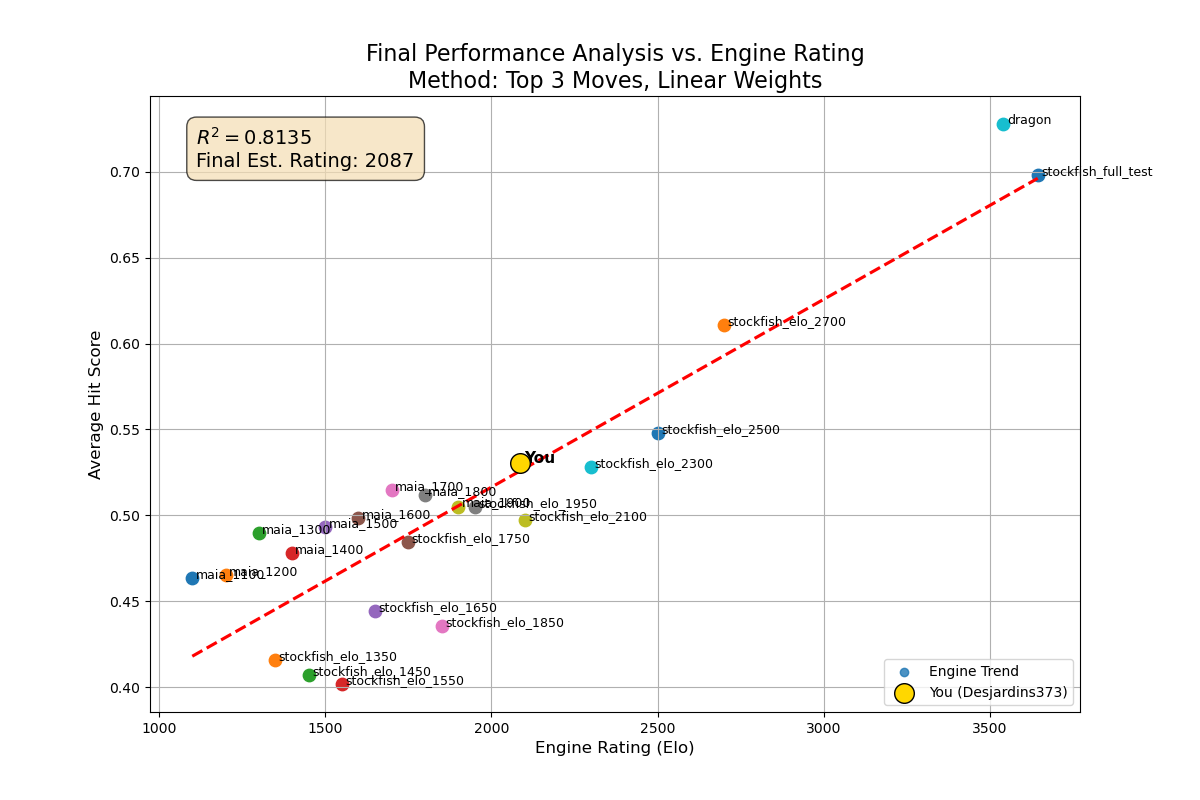 Final Performance Analysis vs. Engine Rating
Method: Top 3 Moves, Linear Weights
R² = 0.8135
Final Est. Rating: 2087
dragon
stockfish_full_test
stockfish_elo_2700
stockfish_elo_2500
You
stockfish_elo_2300
maia_1700
maia_1800
maia_1900
stockfish_elo_1950
stockfish_elo_2100
maia_1600
maia_1500
maia_1300
stockfish_elo_1750
maia_1400
maia_1200
maia_1100
stockfish_elo_1650
stockfish_elo_1850
stockfish_elo_1350
stockfish_elo_1450
stockfish_elo_1550
Average Hit Score
0.70
0.65
0.60
0.55
0.50
0.45
0.40
Engine Trend
You (Desjardins373)
1000 1500 2000 2500 3000 3500
Engine Rating (Elo)